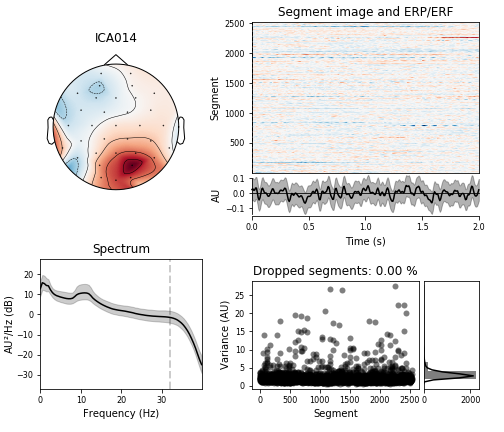 ICA014
Segment image and ERP/ERF
Segment
2500
2000
1500
1000
500
AU
0.1
0.0
−0.1
0.0 0.5 1.0 1.5 2.0
Time (s)
Spectrum
AU²/Hz (dB)
20
10
0
−10
−20
−30
0 10 20 30
Frequency (Hz)
Dropped segments: 0.00 %
Variance (AU)
25
20
15
10
5
0
0 500 1000 1500 2000 2500
Segment
0 2000